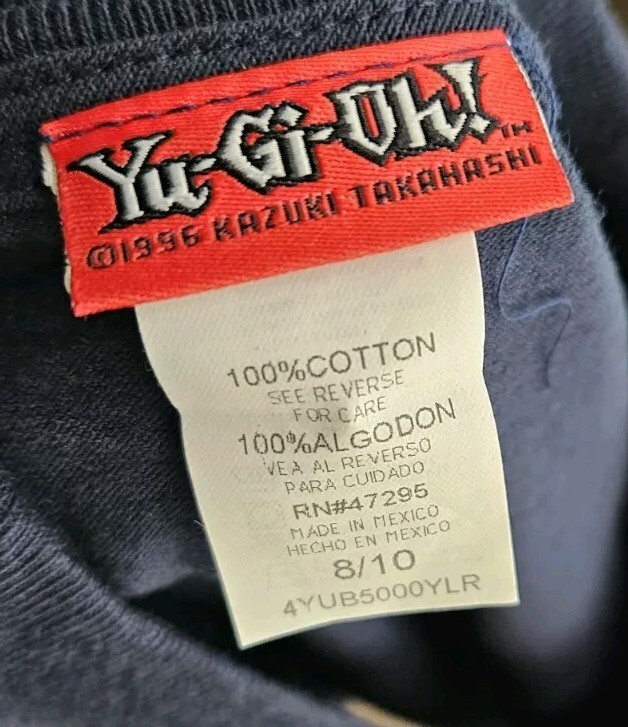 Yu-Gi-Oh!™
©1996 KAZUKI TAKAHASHI
100%COTTON
SEE REVERSE
FOR CARE
100%ALGODON
VEA AL REVERSO
PARA CUIDADO
RN#47295
MADE IN MEXICO
HECHO EN MEXICO
8/10
4YUB5000YLR